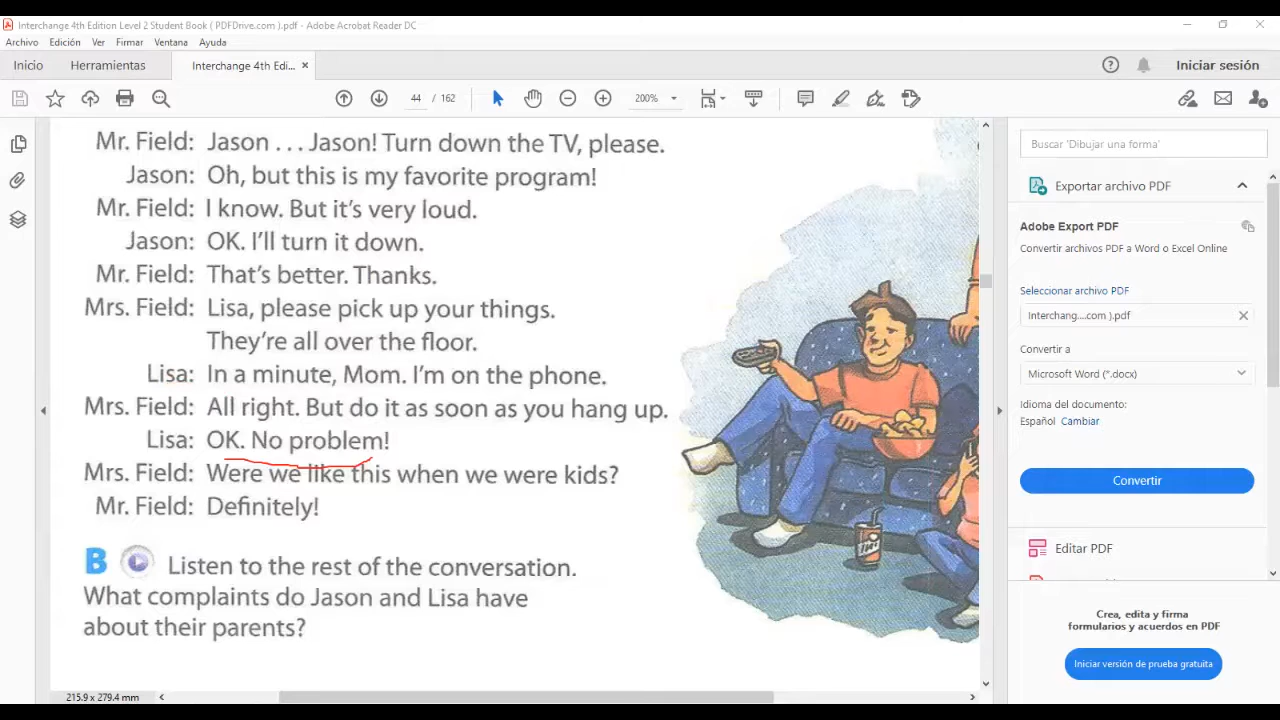 Interchange 4th Edition Level 2 Student Book ( PDFDrive.com ).pdf - Adobe Acrobat Reader DC
Archivo Edición Ver Firmar Ventana Ayuda
Inicio Herramientas Interchange 4th Edi... × Iniciar sesión
44 / 162 200%
Mr. Field: Jason . . . Jason! Turn down the TV, please.
Jason: Oh, but this is my favorite program!
Mr. Field: I know. But it's very loud.
Jason: OK. I'll turn it down.
Mr. Field: That's better. Thanks.
Mrs. Field: Lisa, please pick up your things.
They're all over the floor.
Lisa: In a minute, Mom. I'm on the phone.
Mrs. Field: All right. But do it as soon as you hang up.
Lisa: OK. No problem!
Mrs. Field: Were we like this when we were kids?
Mr. Field: Definitely!
B Listen to the rest of the conversation.
What complaints do Jason and Lisa have
about their parents?
215.9 x 279.4 mm
Buscar 'Dibujar una forma'
Exportar archivo PDF
Adobe Export PDF
Convertir archivos PDF a Word o Excel Online
Seleccionar archivo PDF
Interchang....com ).pdf
Convertir a
Microsoft Word (*.docx)
Idioma del documento:
Español Cambiar
Convertir
Editar PDF
Crea, edita y firma
formularios y acuerdos en PDF
Iniciar versión de prueba gratuita